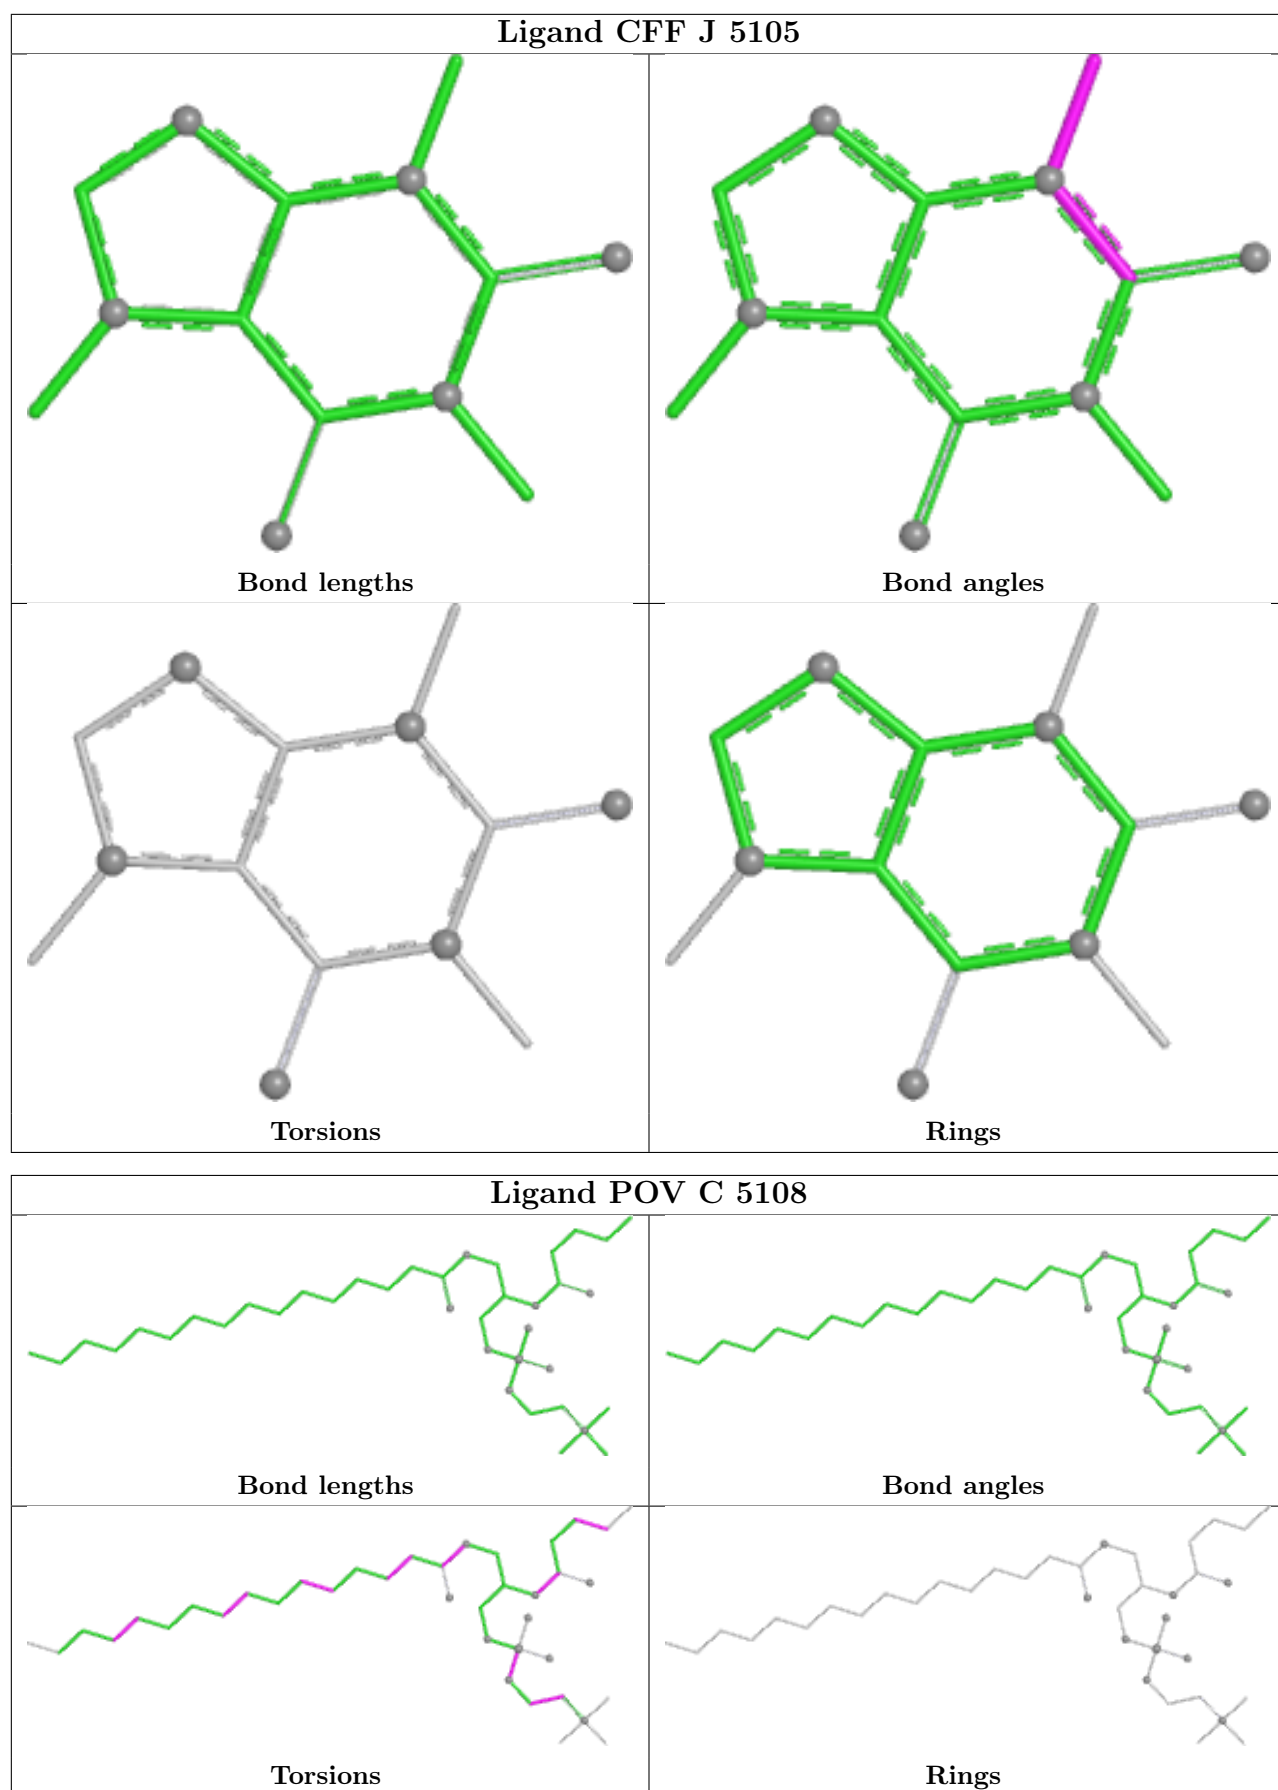 Ligand CFF J 5105
Bond lengths
Bond angles
Torsions
Rings
Ligand POV C 5108
Bond lengths
Bond angles
Torsions
Rings